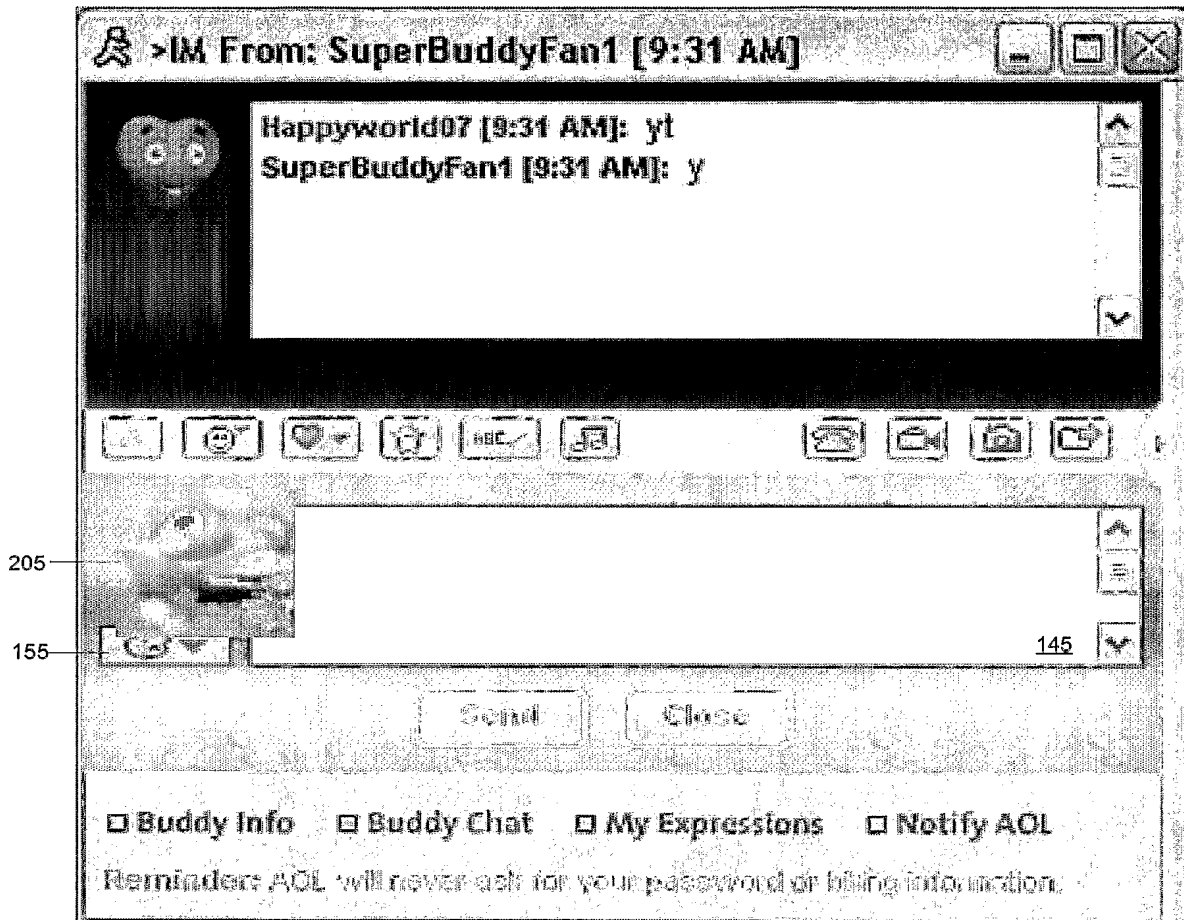 >IM From: SuperBuddyFan1 [9:31 AM]
Happyworld07 [9:31 AM]: yt
SuperBuddyFan1 [9:31 AM]: y
ABC
205
155
145
Send Close
Buddy Info Buddy Chat My Expressions Notify AOL
Reminder: AOL will never ask for your password or billing information.